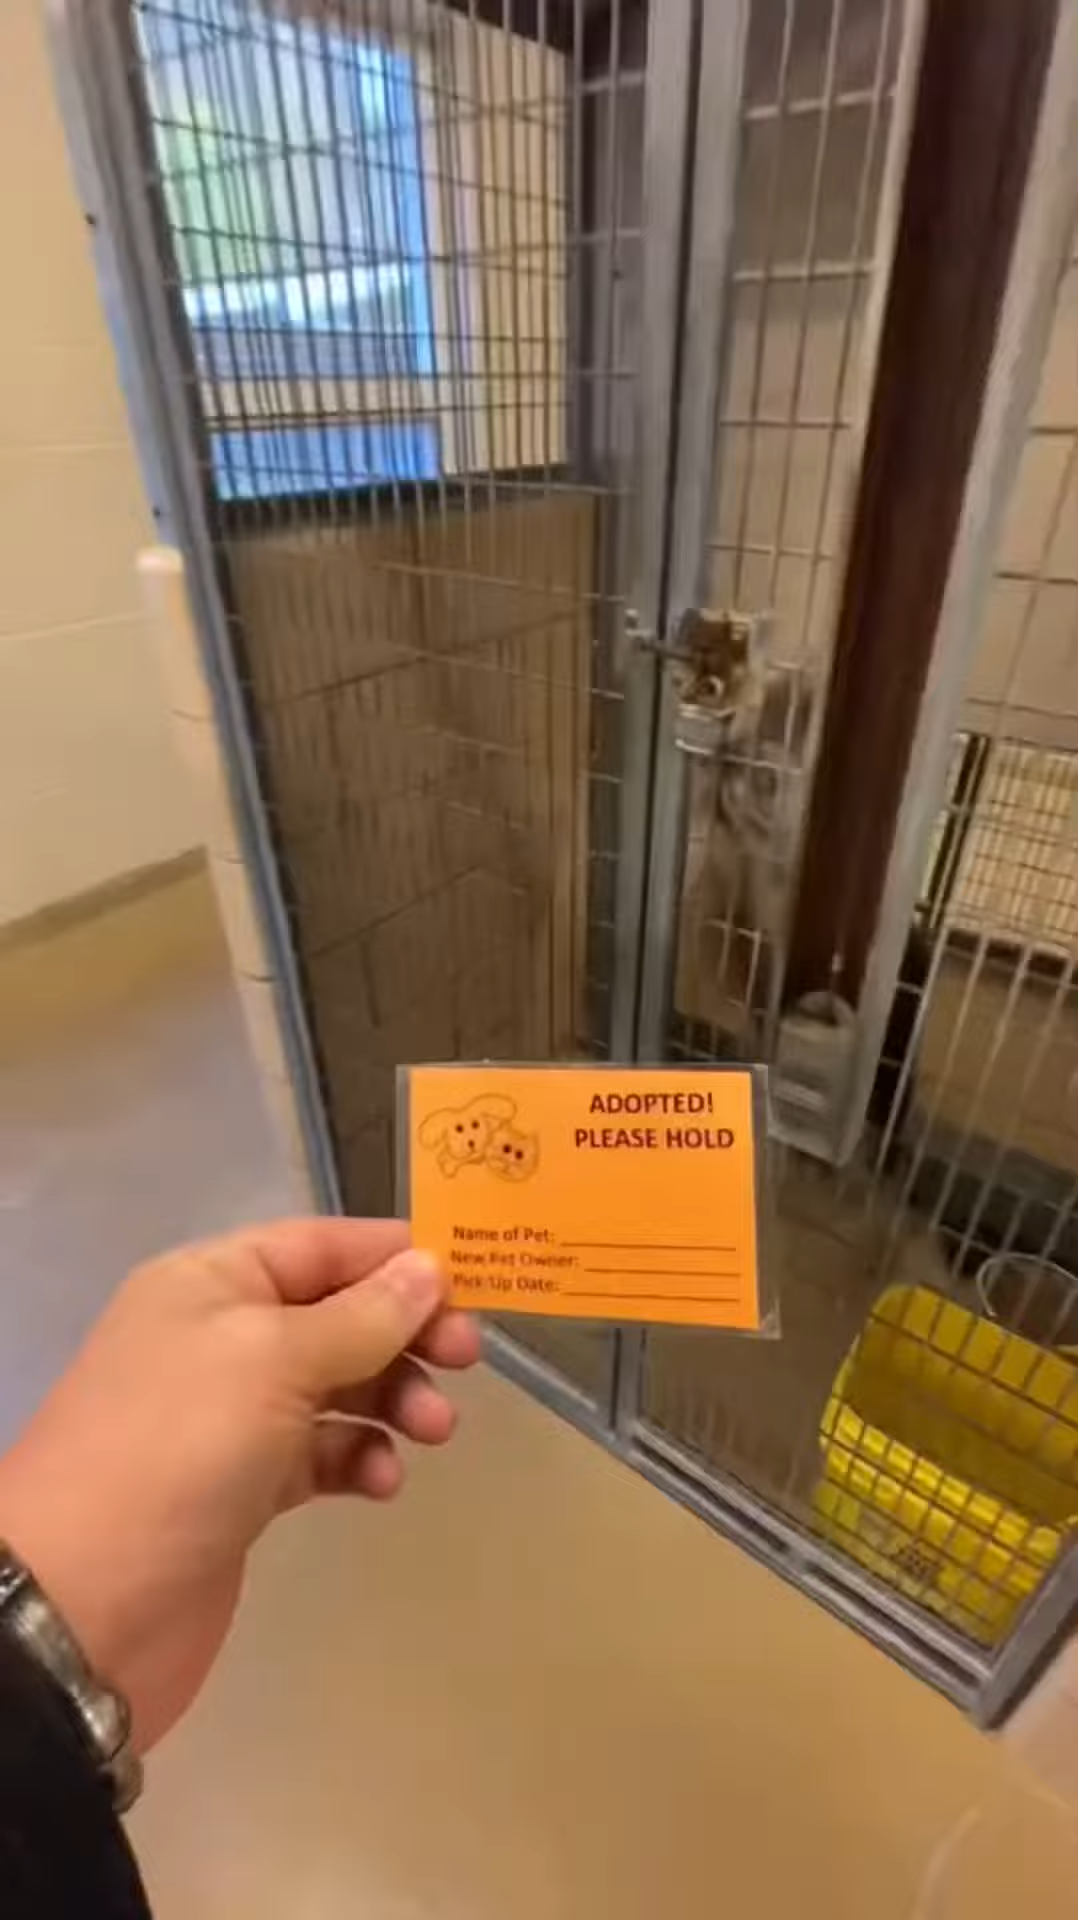 ADOPTED!
PLEASE HOLD
Name of Pet:
New Pet Owner:
Pick Up Date: